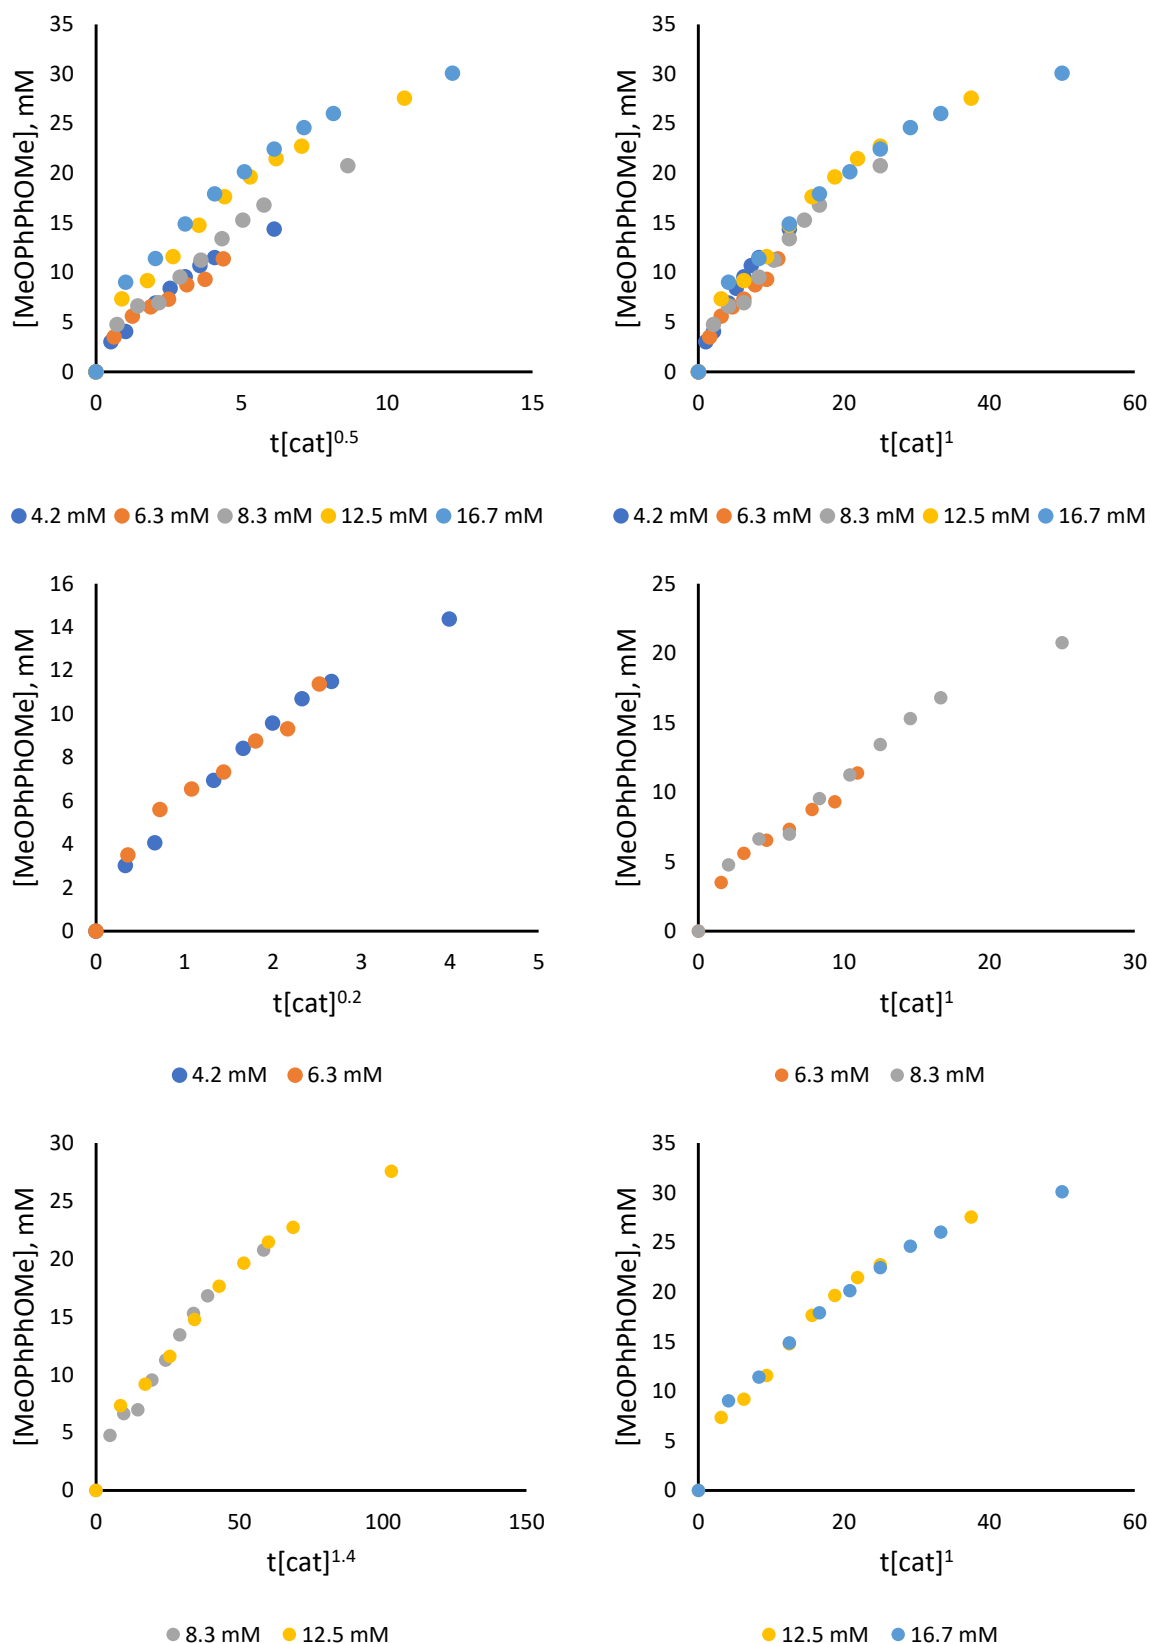 [MeOPhPhOMe], mM
35
30
25
20
15
10
5
0
0 5 10 15
t[cat]^0.5
4.2 mM 6.3 mM 8.3 mM 12.5 mM 16.7 mM
[MeOPhPhOMe], mM
35
30
25
20
15
10
5
0
0 20 40 60
t[cat]^1
4.2 mM 6.3 mM 8.3 mM 12.5 mM 16.7 mM
[MeOPhPhOMe], mM
16
14
12
10
8
6
4
2
0
0 1 2 3 4 5
t[cat]^0.2
4.2 mM 6.3 mM
[MeOPhPhOMe], mM
25
20
15
10
5
0
0 10 20 30
t[cat]^1
6.3 mM 8.3 mM
[MeOPhPhOMe], mM
30
25
20
15
10
5
0
0 50 100 150
t[cat]^1.4
8.3 mM 12.5 mM
[MeOPhPhOMe], mM
35
30
25
20
15
10
5
0
0 20 40 60
t[cat]^1
12.5 mM 16.7 mM